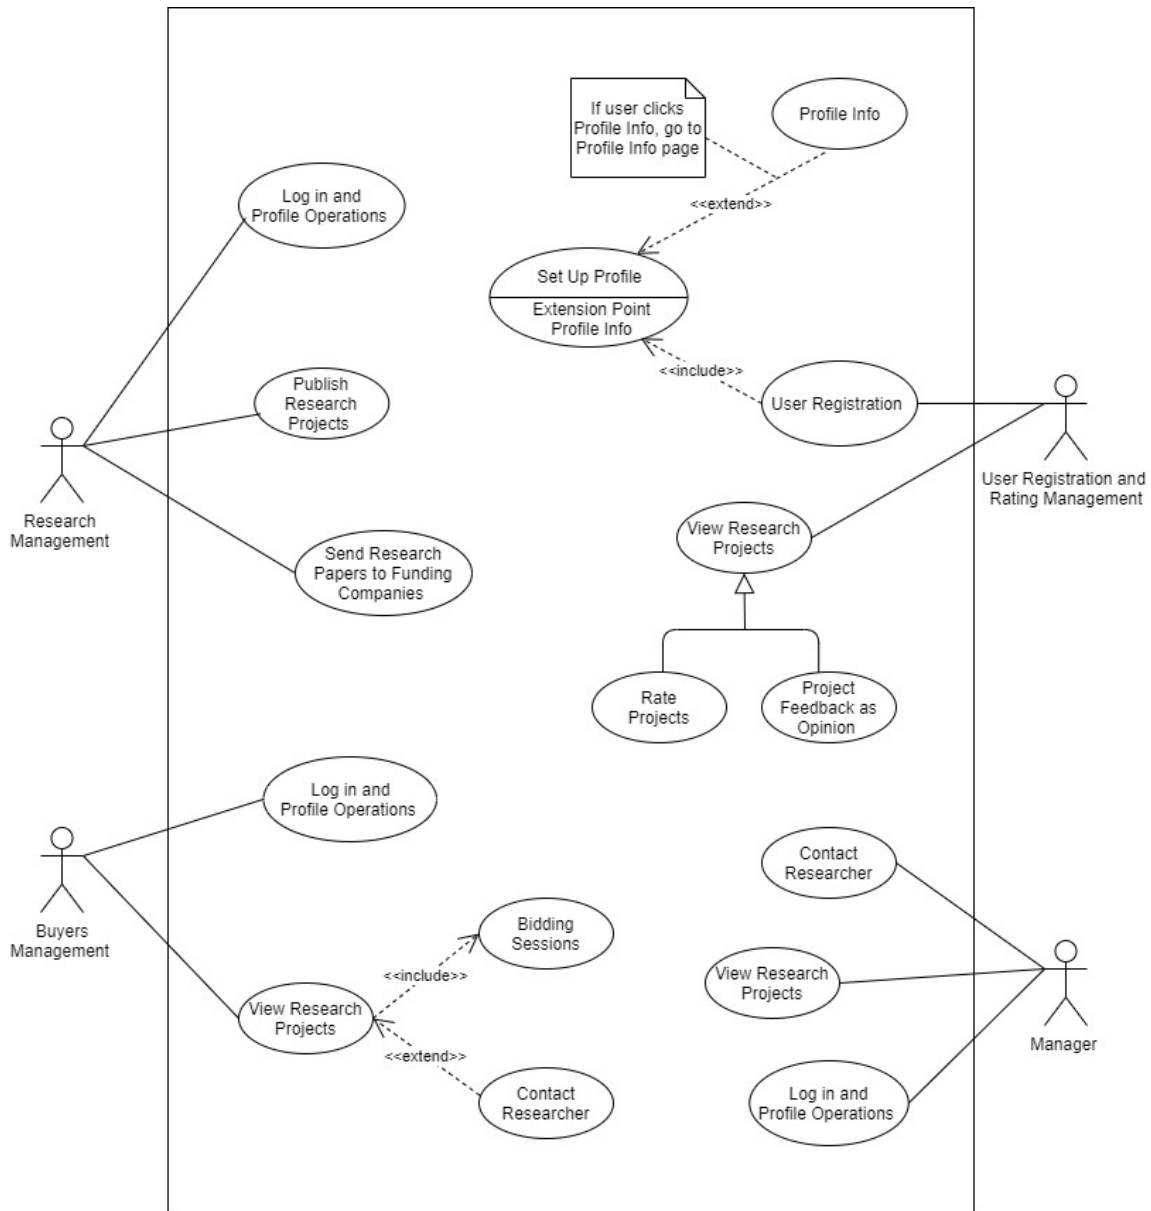 If user clicks
Profile Info, go to
Profile Info page
Profile Info
Log in and
Profile Operations
<<extend>>
Set Up Profile
Extension Point
Profile Info
<<include>>
Publish
Research
Projects
User Registration
Research
Management
User Registration and
Rating Management
View Research
Projects
Send Research
Papers to Funding
Companies
Rate
Projects
Project
Feedback as
Opinion
Log in and
Profile Operations
Buyers
Management
Contact
Researcher
Bidding
Sessions
<<include>>
View Research
Projects
View Research
Projects
<<extend>>
Manager
Contact
Researcher
Log in and
Profile Operations